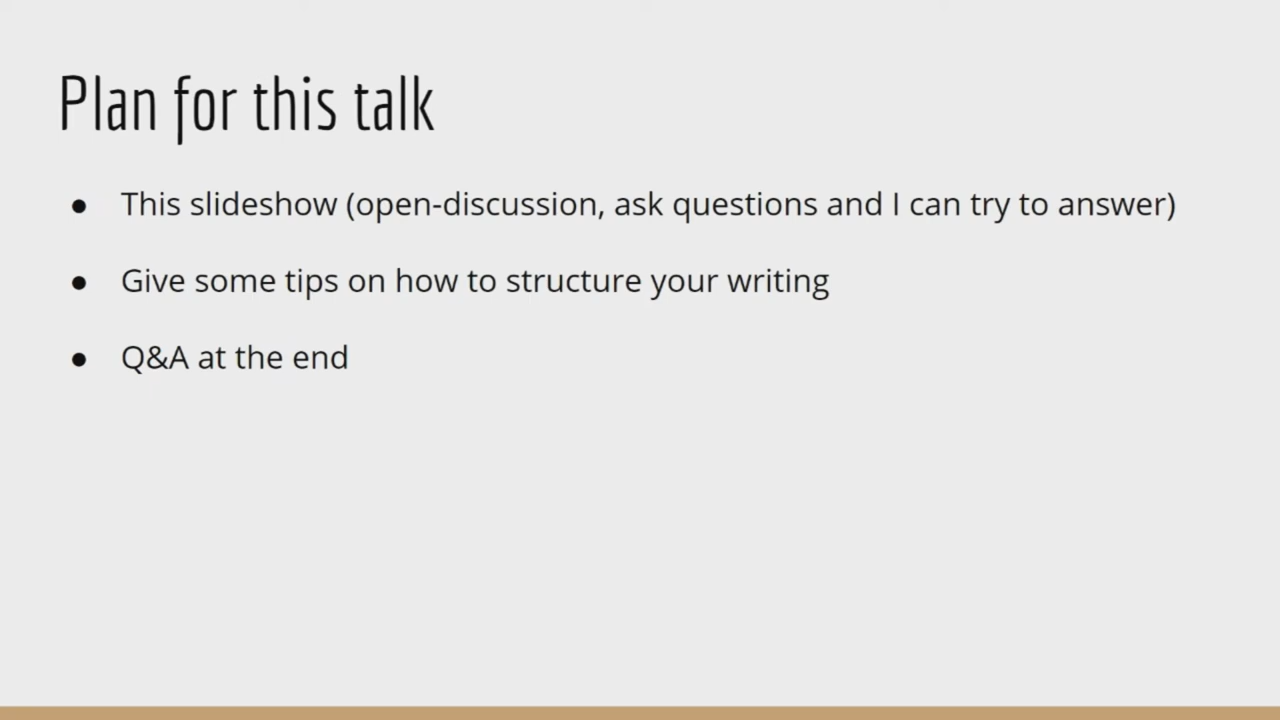 Plan for this talk
● This slideshow (open-discussion, ask questions and I can try to answer)
● Give some tips on how to structure your writing
● Q&A at the end